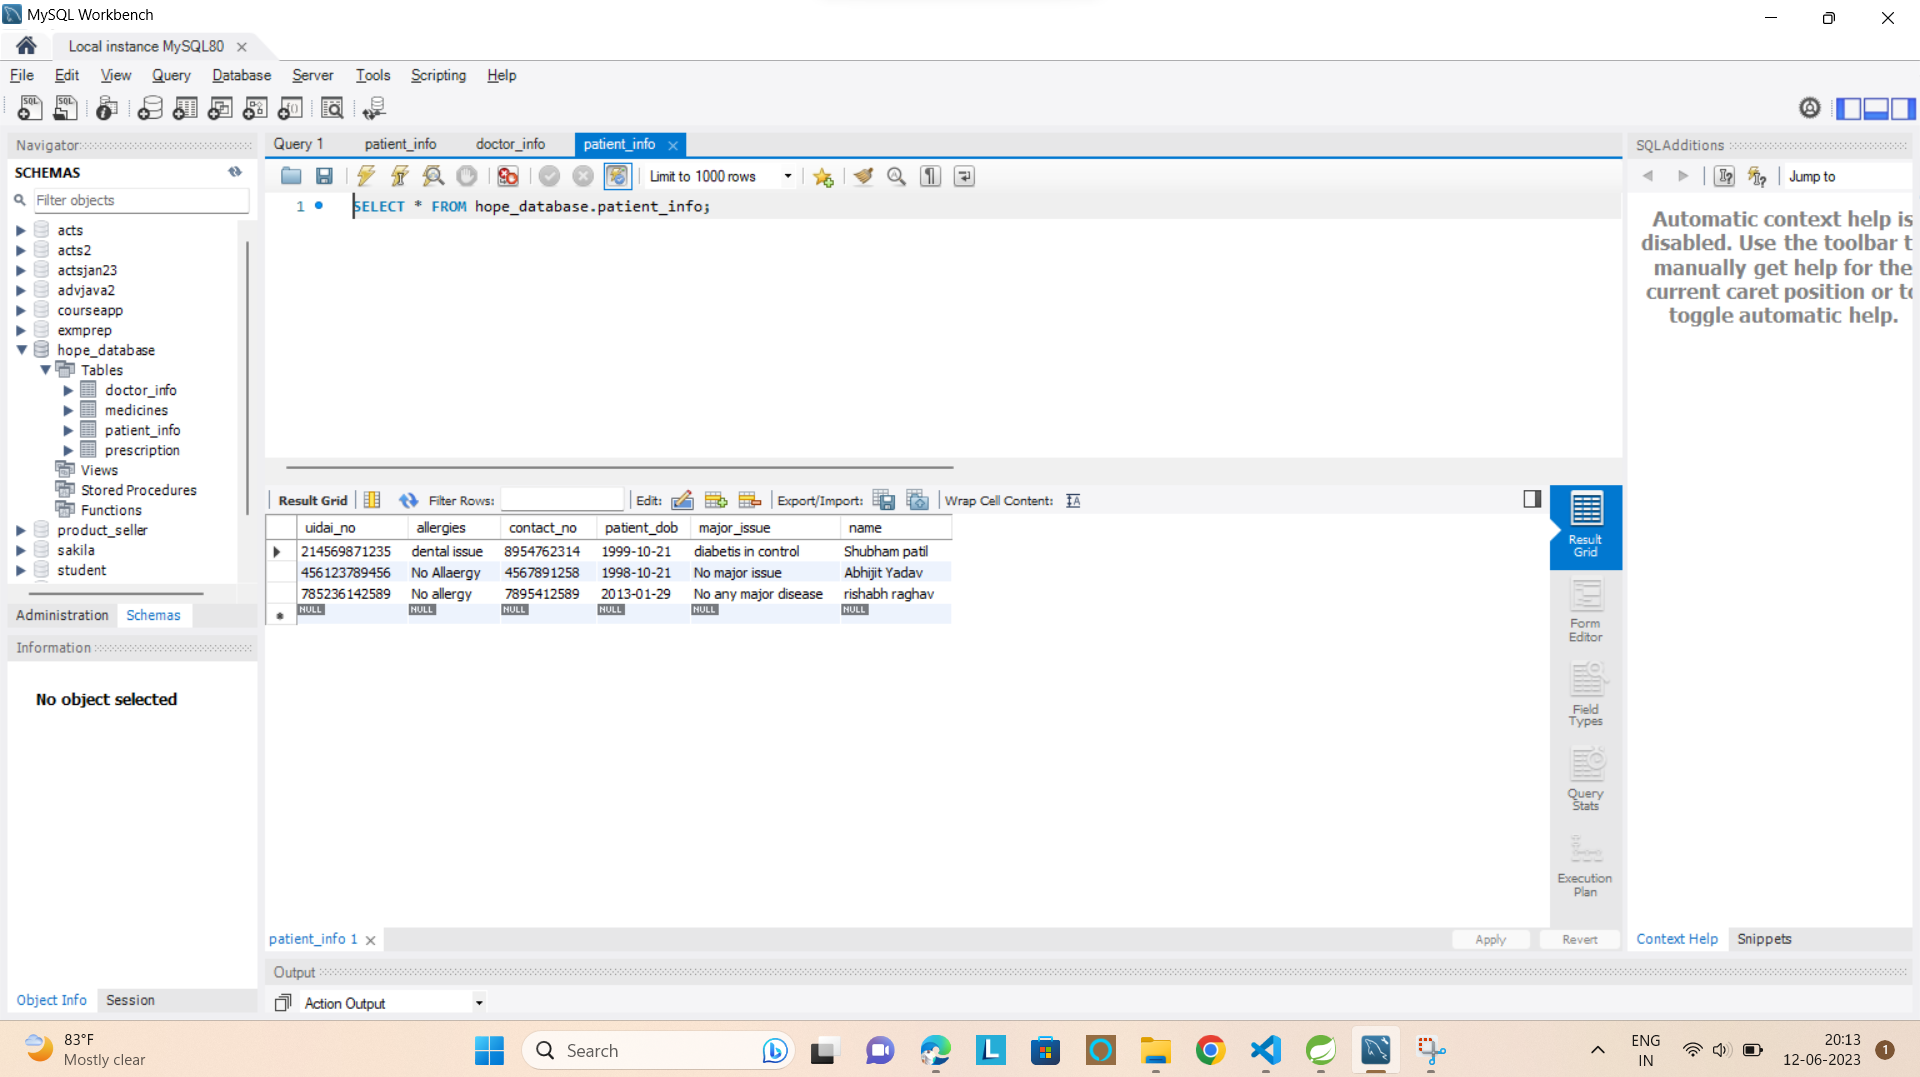 MySQL Workbench
Local instance MySQL80
File Edit View Query Database Server Tools Scripting Help
Navigator
SCHEMAS
Filter objects
acts
acts2
actsjan23
advjava2
courseapp
exmprep
hope_database
Tables
doctor_info
medicines
patient_info
prescription
Views
Stored Procedures
Functions
product_seller
sakila
student
Administration Schemas
Information
No object selected
Object Info Session
Query 1 patient_info doctor_info patient_info
Limit to 1000 rows
1 SELECT * FROM hope_database.patient_info;
Result Grid Filter Rows: Edit: Export/Import: Wrap Cell Content:
uidai_no allergies contact_no patient_dob major_issue name
214569871235 dental issue 8954762314 1999-10-21 diabetis in control Shubham patil
456123789456 No Allaergy 4567891258 1998-10-21 No major issue Abhijit Yadav
785236142589 No allergy 7895412589 2013-01-29 No any major disease rishabh raghav
NULL NULL NULL NULL NULL NULL
Result
Grid
Form
Editor
Field
Types
Query
Stats
Execution
Plan
patient_info 1
Apply Revert
Output
Action Output
SQLAdditions
Jump to
Automatic context help is
disabled. Use the toolbar t
manually get help for the
current caret position or to
toggle automatic help.
Context Help Snippets
83°F
Mostly clear
Search
ENG
IN
20:13
12-06-2023
1